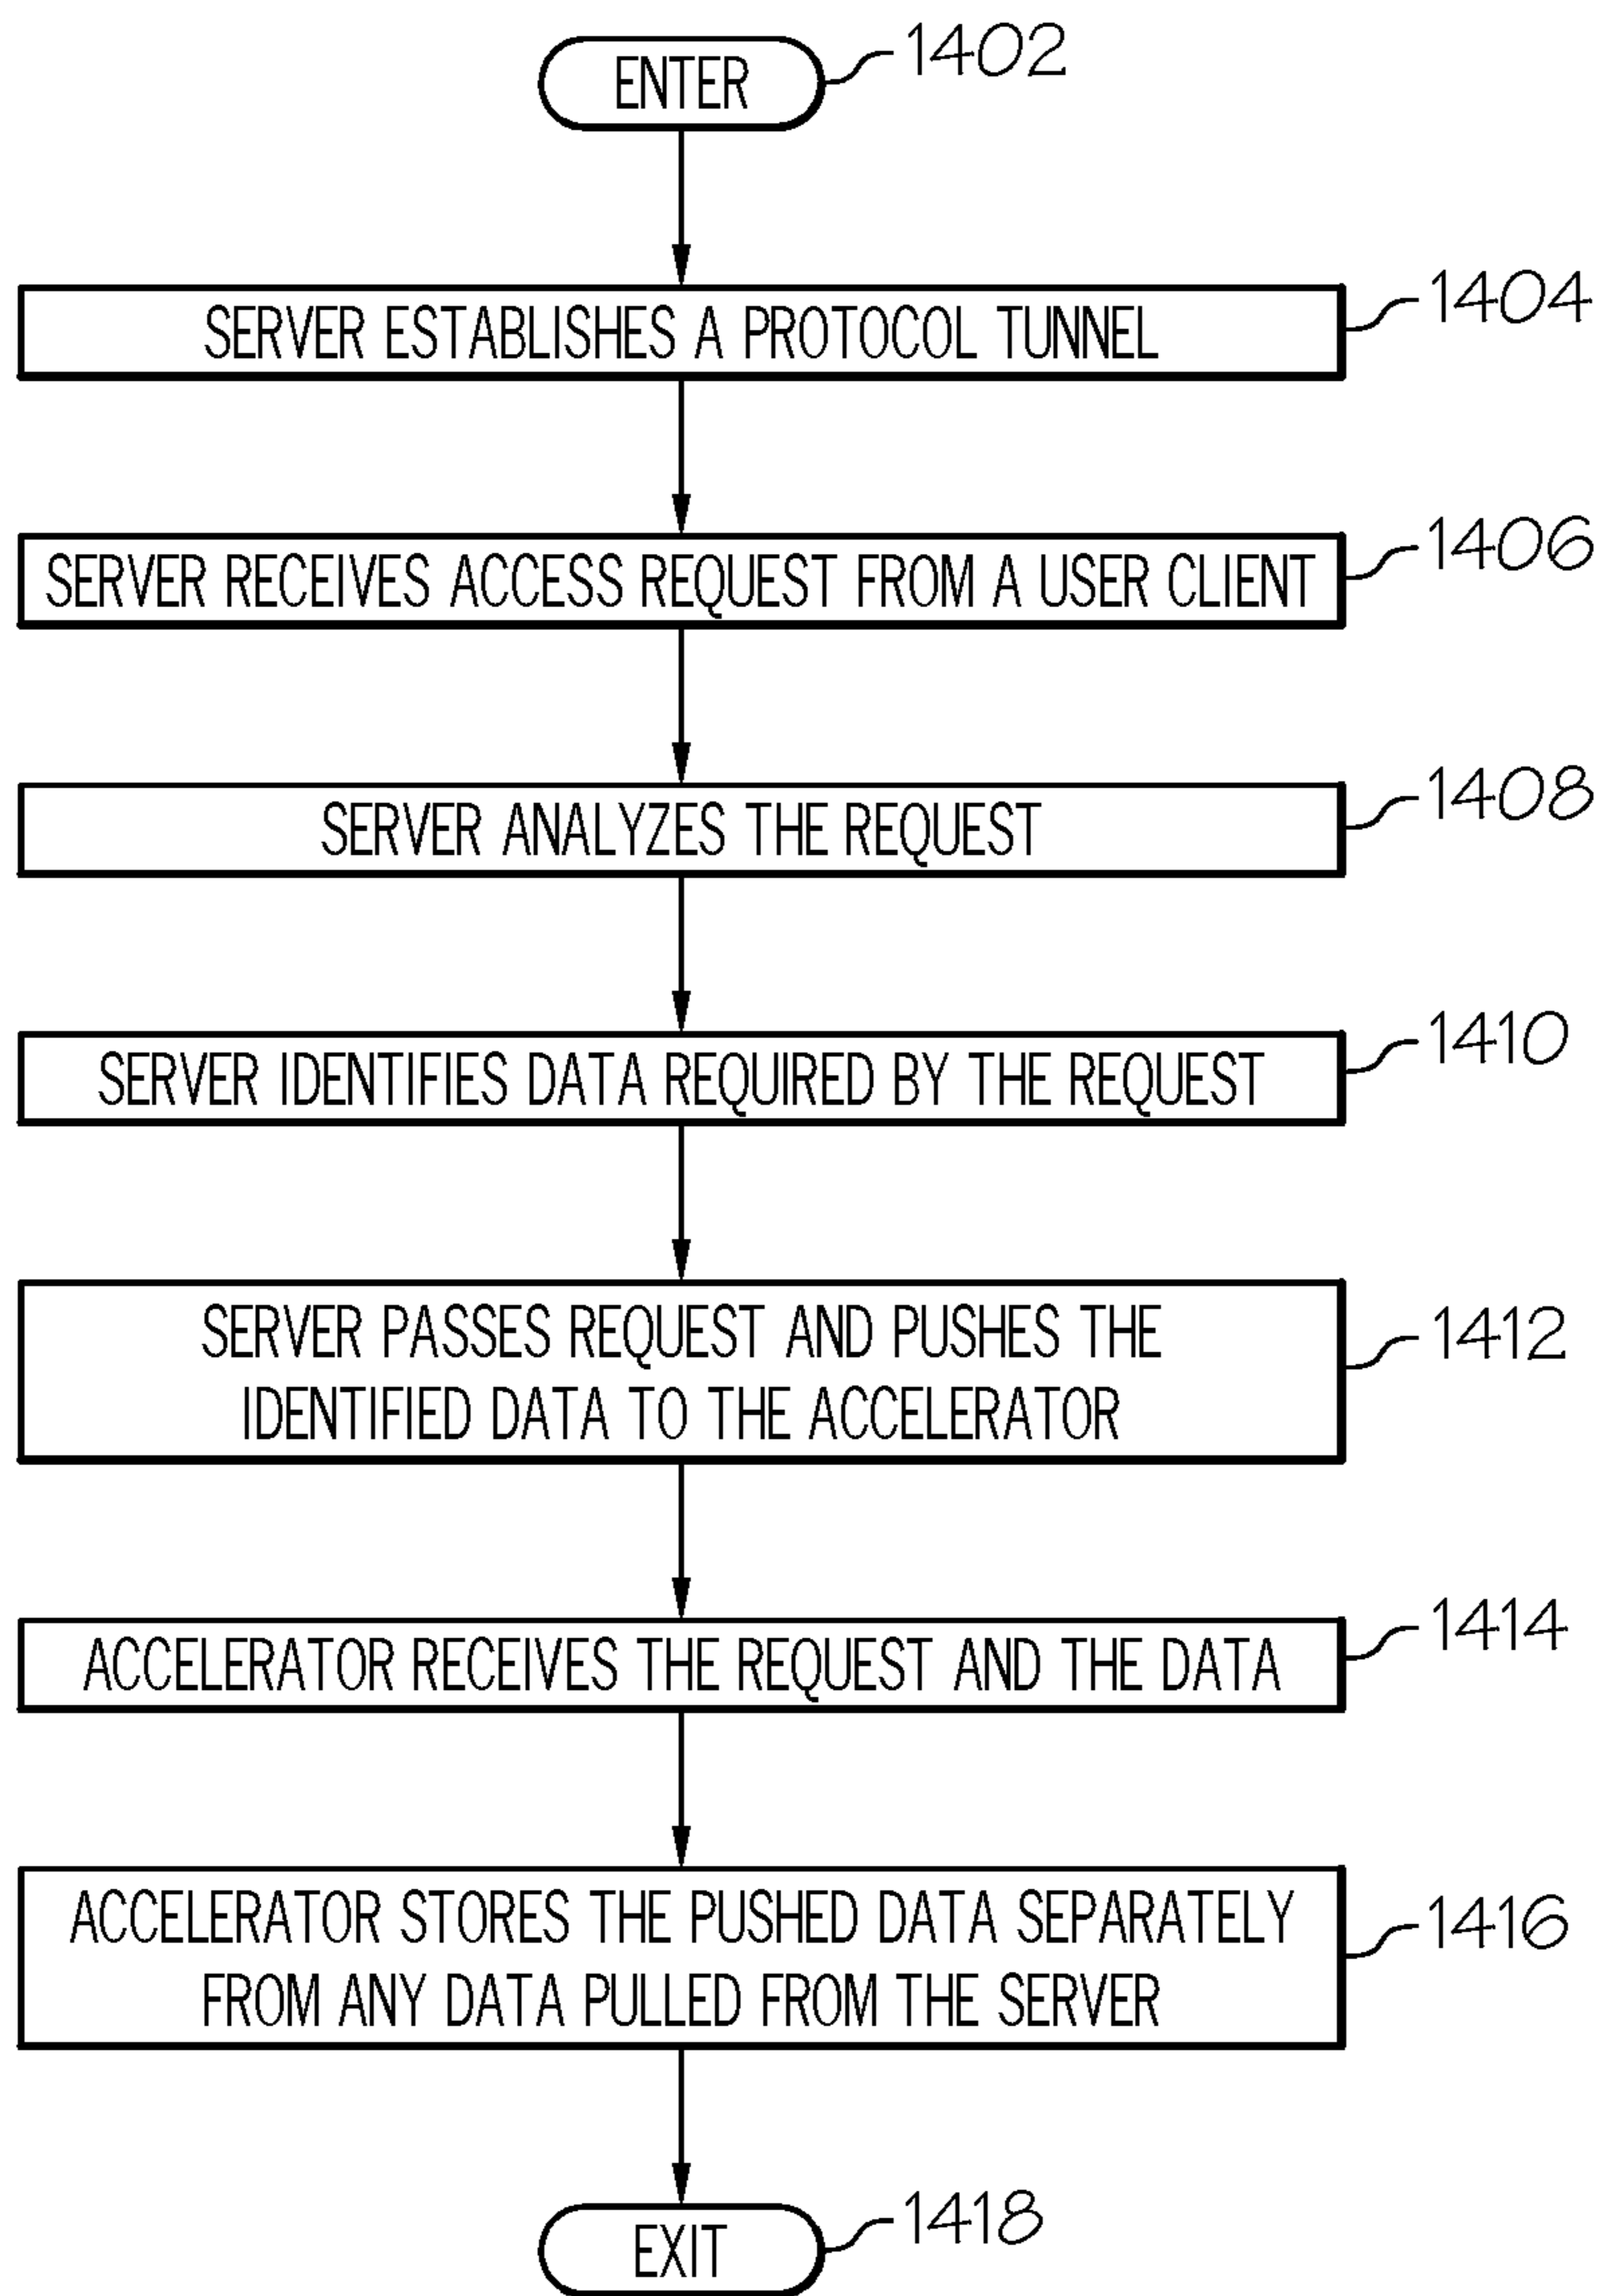 ENTER
1402
SERVER ESTABLISHES A PROTOCOL TUNNEL
1404
SERVER RECEIVES ACCESS REQUEST FROM A USER CLIENT
1406
SERVER ANALYZES THE REQUEST
1408
SERVER IDENTIFIES DATA REQUIRED BY THE REQUEST
1410
SERVER PASSES REQUEST AND PUSHES THE
IDENTIFIED DATA TO THE ACCELERATOR
1412
ACCELERATOR RECEIVES THE REQUEST AND THE DATA
1414
ACCELERATOR STORES THE PUSHED DATA SEPARATELY
FROM ANY DATA PULLED FROM THE SERVER
1416
EXIT
1418